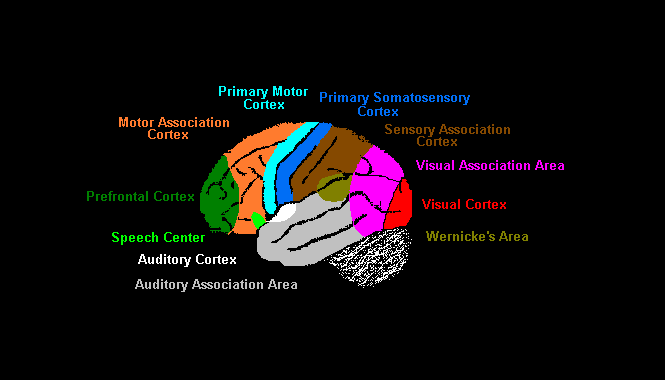 Primary Motor
Cortex
Primary Somatosensory
Cortex
Motor Association
Cortex
Sensory Association
Cortex
Visual Association Area
Prefrontal Cortex
Visual Cortex
Speech Center
Wernicke's Area
Auditory Cortex
Auditory Association Area